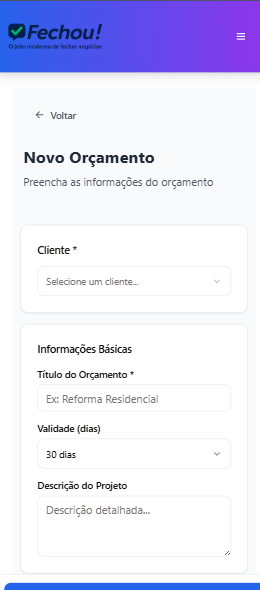 Fechou!
O jeito moderno de fechar negócios
Voltar
Novo Orçamento
Preencha as informações do orçamento
Cliente *
Selecione um cliente...
Informações Básicas
Título do Orçamento *
Ex: Reforma Residencial
Validade (dias)
30 dias
Descrição do Projeto
Descrição detalhada...